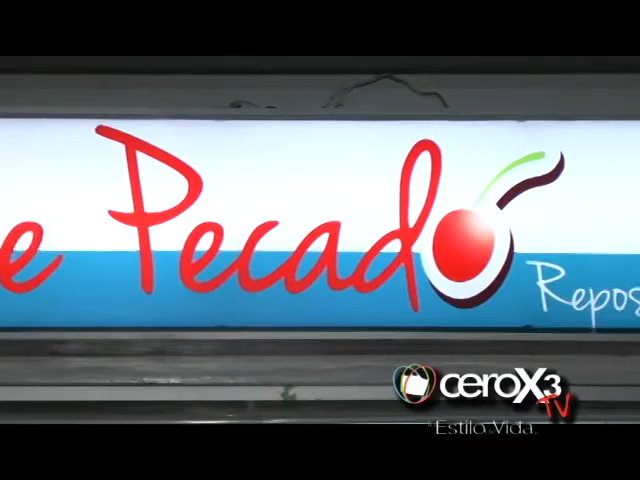 e Pecado
Repos
ceroX3
TV
Estilo Vida.